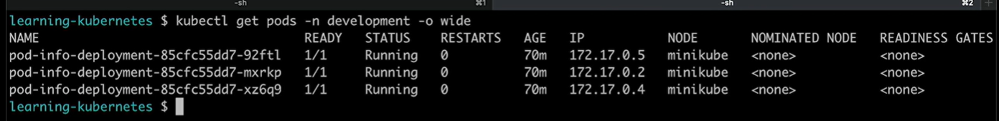 -sh ⌘1 -sh ⌘2 +
learning-kubernetes $ kubectl get pods -n development -o wide
NAME READY STATUS RESTARTS AGE IP NODE NOMINATED NODE READINESS GATES
pod-info-deployment-85cfc55dd7-92ftl 1/1 Running 0 70m 172.17.0.5 minikube <none> <none>
pod-info-deployment-85cfc55dd7-mxrkp 1/1 Running 0 70m 172.17.0.2 minikube <none> <none>
pod-info-deployment-85cfc55dd7-xz6q9 1/1 Running 0 70m 172.17.0.4 minikube <none> <none>
learning-kubernetes $